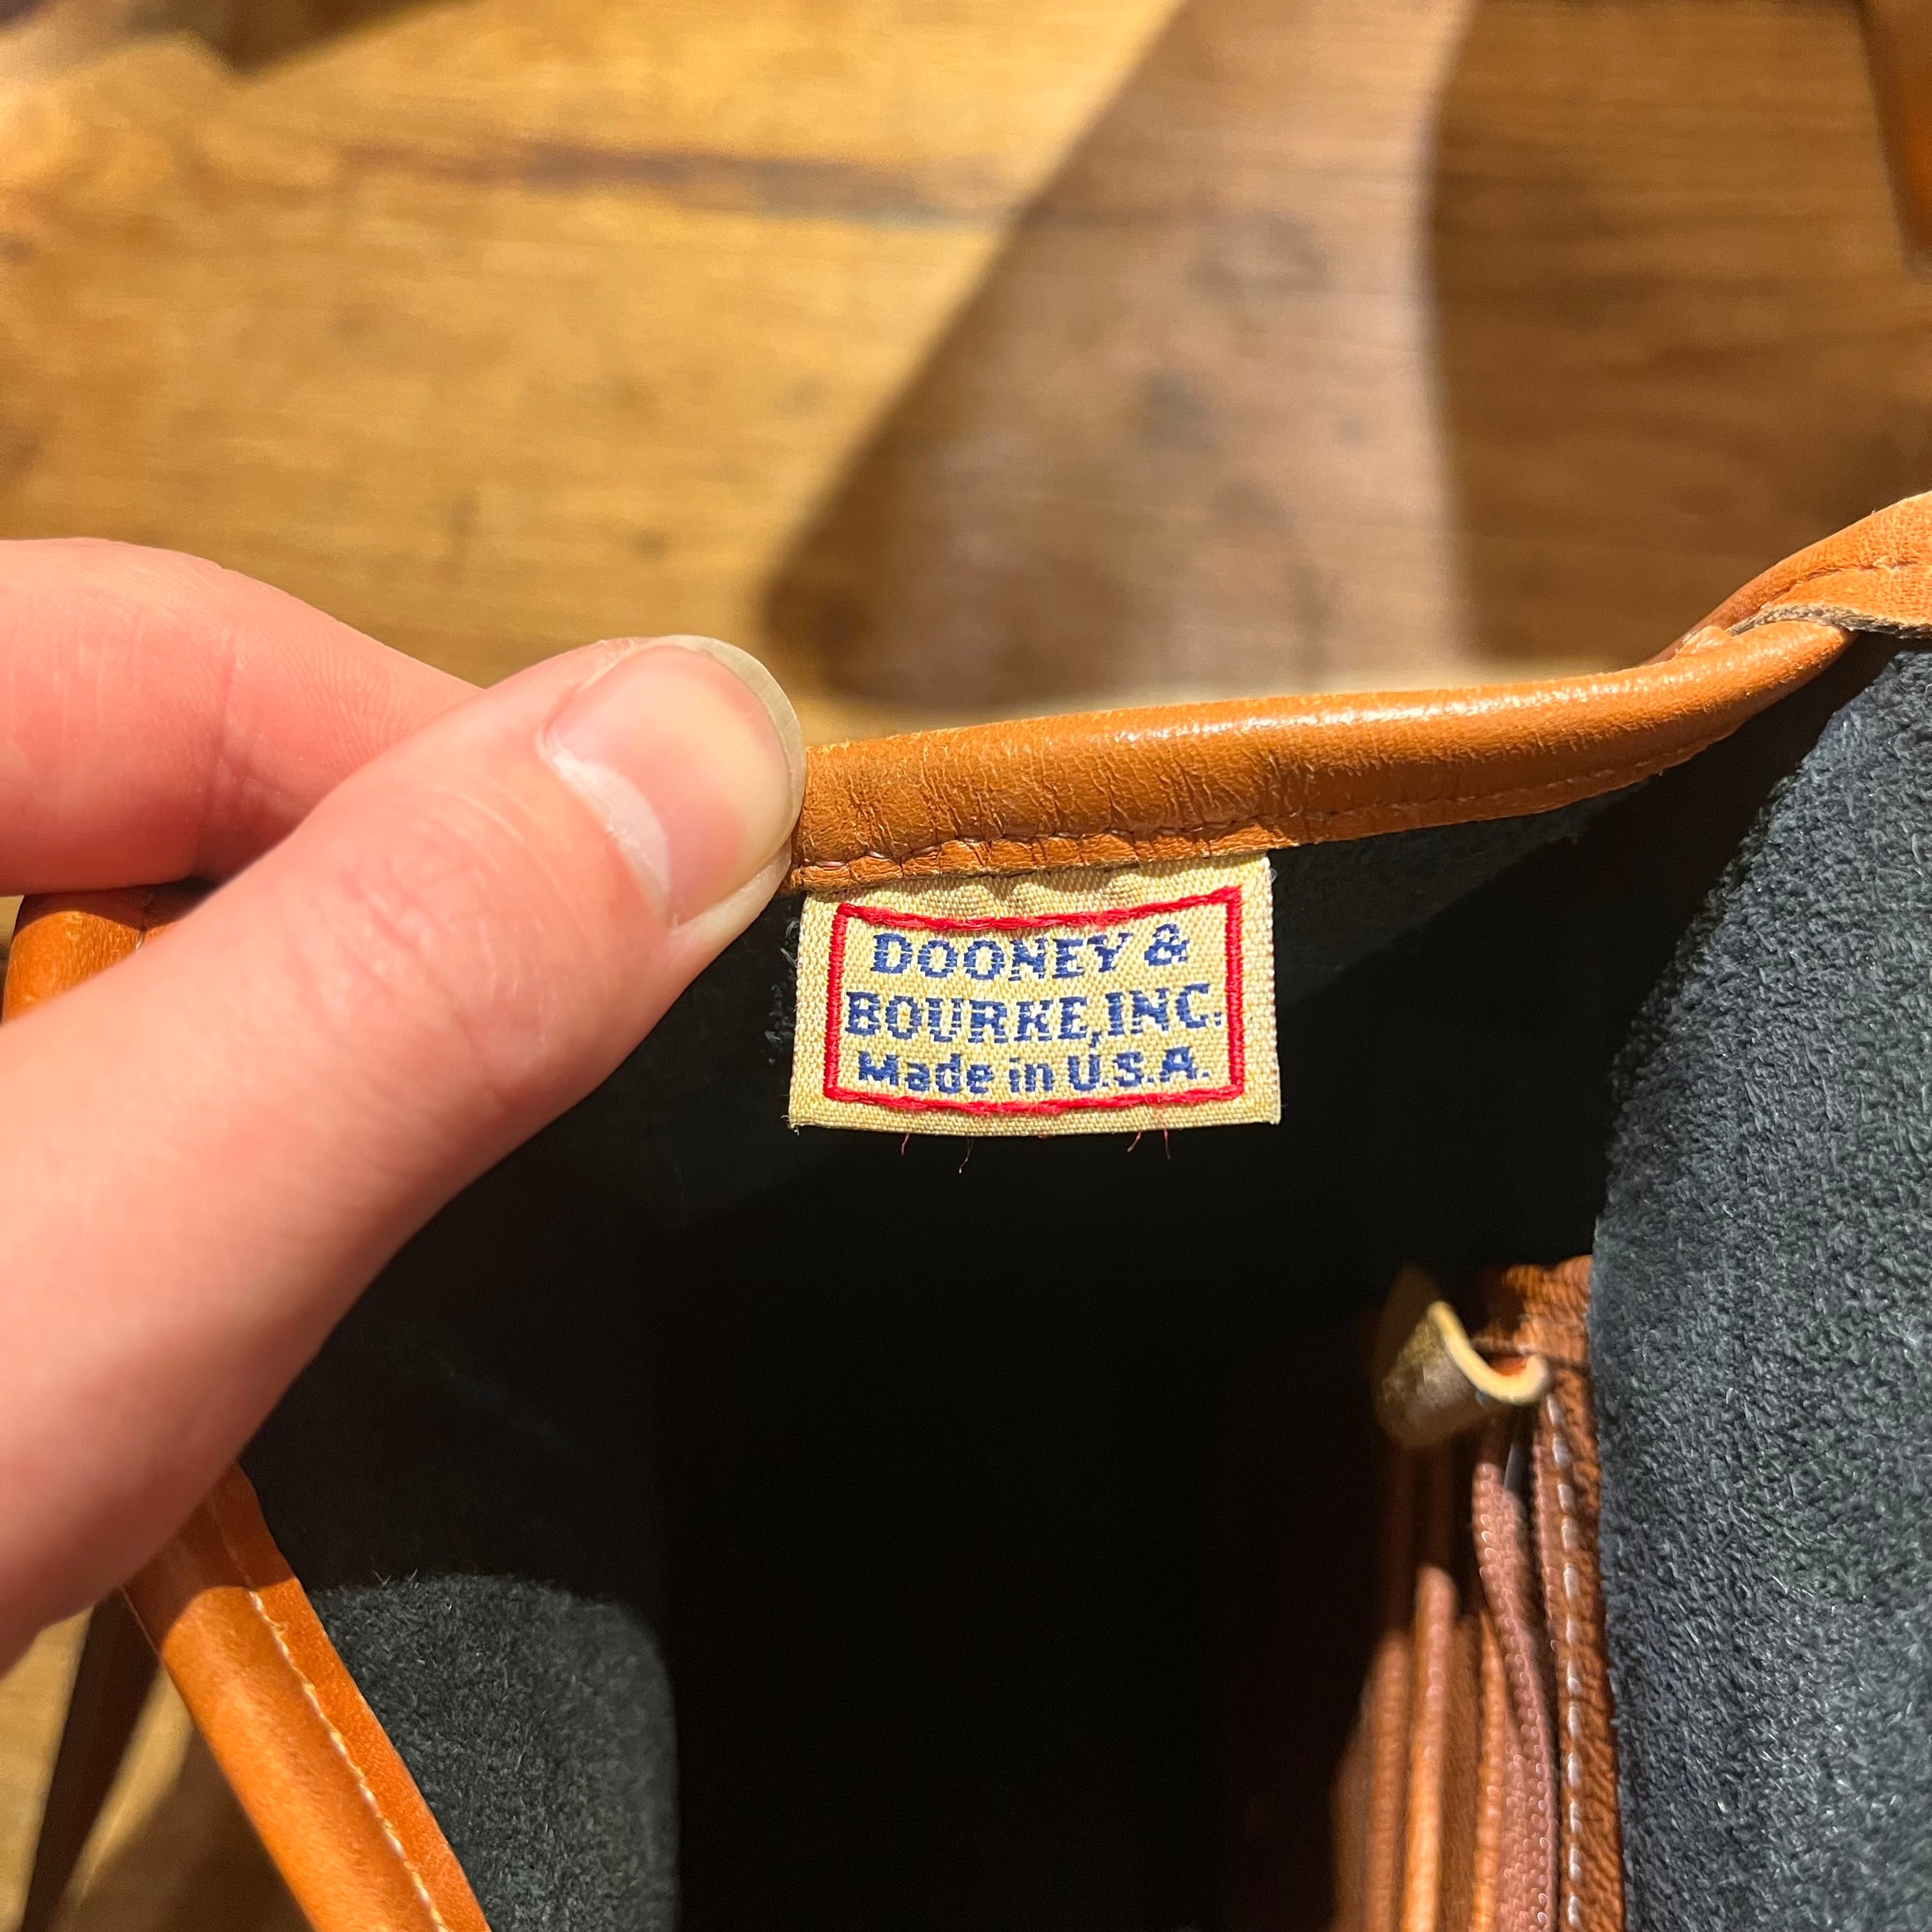 DOONEY &
BOURKE, INC.
Made in U.S.A.